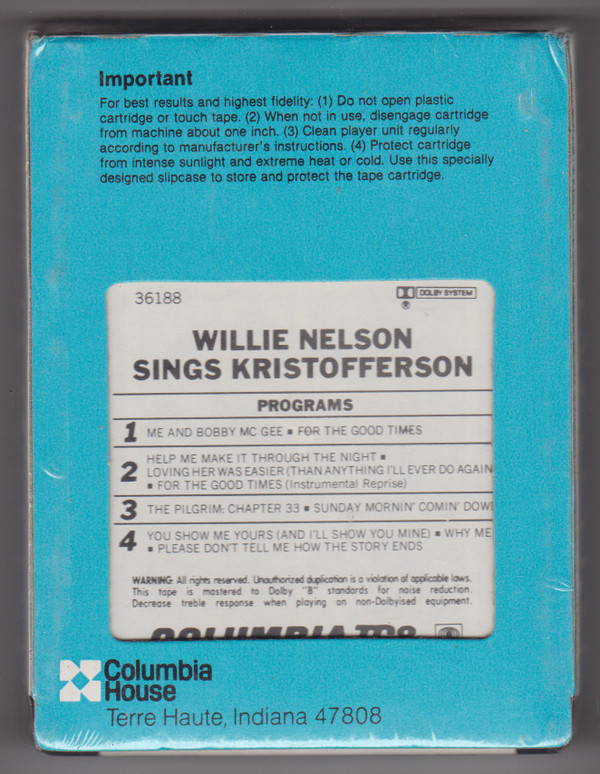 Important
For best results and highest fidelity: (1) Do not open plastic
cartridge or touch tape. (2) When not in use, disengage cartridge
from machine about one inch. (3) Clean player unit regularly
according to manufacturer's instructions. (4) Protect cartridge
from intense sunlight and extreme heat or cold. Use this specially
designed slipcase to store and protect the tape cartridge.
36188
DOLBY SYSTEM
®
WILLIE NELSON
SINGS KRISTOFFERSON
PROGRAMS
1 ME AND BOBBY MC GEE ▪ FOR THE GOOD TIMES
2 HELP ME MAKE IT THROUGH THE NIGHT ▪
LOVING HER WAS EASIER (THAN ANYTHING I'LL EVER DO AGAIN
▪ FOR THE GOOD TIMES (Instrumental Reprise)
3 THE PILGRIM: CHAPTER 33 ▪ SUNDAY MORNIN' COMIN' DOW
4 YOU SHOW ME YOURS (AND I'LL SHOW YOU MINE) ▪ WHY ME
▪ PLEASE DON'T TELL ME HOW THE STORY ENDS
WARNING: All rights reserved. Unauthorized duplication is a violation of applicable laws.
This tape is mastered to Dolby "B" standards for noise reduction.
Decrease treble response when playing on non-Dolbyised equipment.
COLUMBIA TC8
Columbia
House
Terre Haute, Indiana 47808